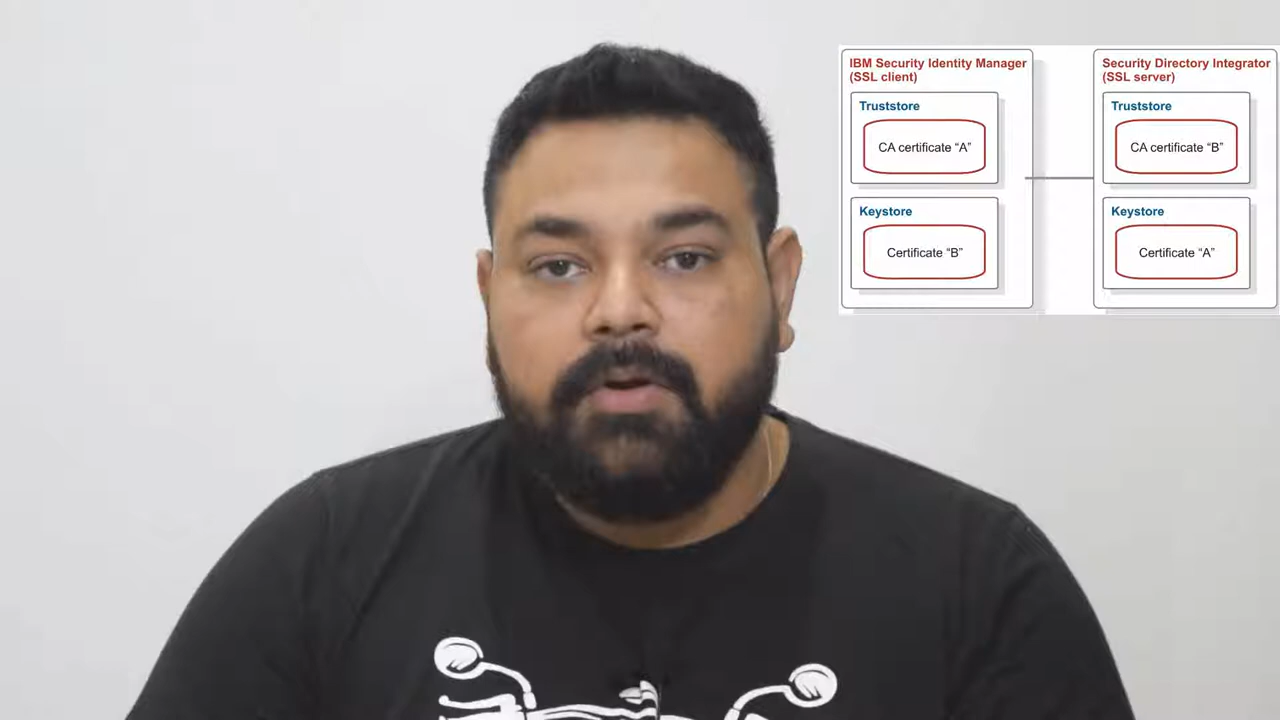 IBM Security Identity Manager
(SSL client)
Truststore
CA certificate “A”
Keystore
Certificate “B”
Security Directory Integrator
(SSL server)
Truststore
CA certificate “B”
Keystore
Certificate “A”